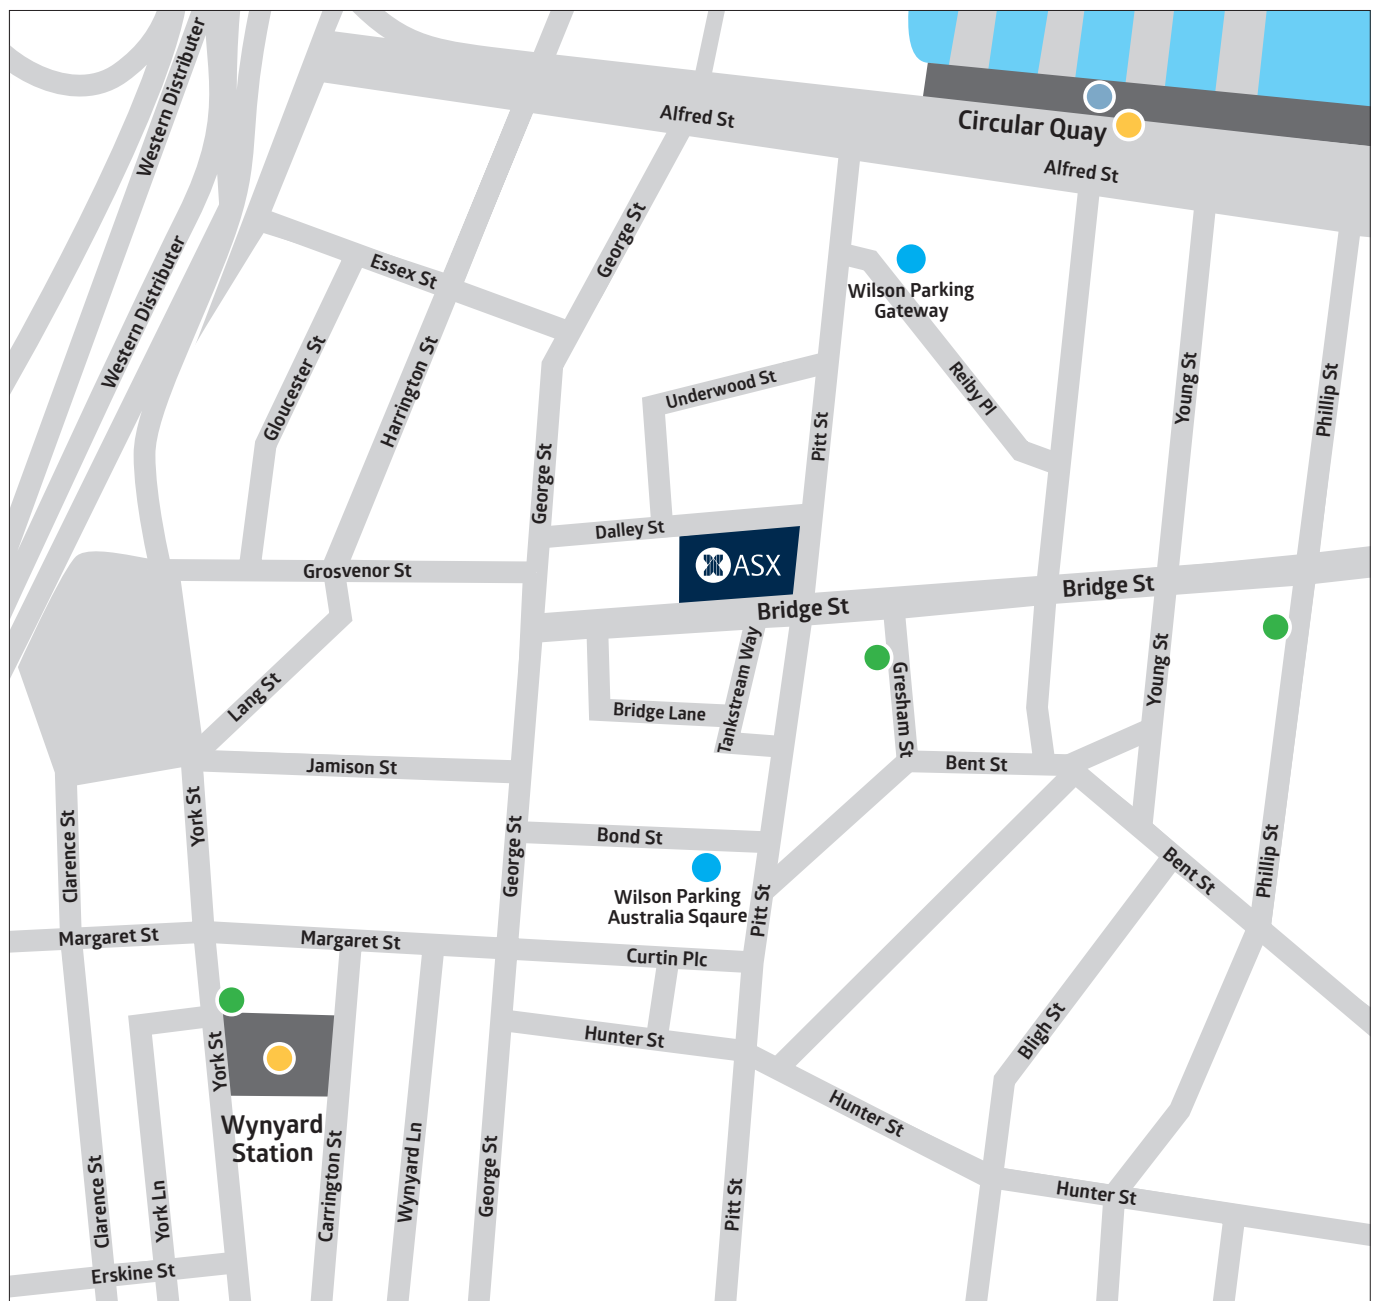 Western Distributer
Alfred St
Circular Quay
Alfred St
Western Distributer
George St
Essex St
Wilson Parking
Gateway
Gloucester St
Harrington St
Underwood St
Reiby Pl
Young St
Phillip St
Pitt St
George St
Dalley St
ASX
Grosvenor St
Bridge St
Bridge St
Lang St
Tankstream Way
Bridge Lane
Gresham St
Young St
Jamison St
Bent St
York St
Clarence St
George St
Bond St
Bent St
Phillip St
Wilson Parking
Australia Sqaure
Pitt St
Margaret St
Margaret St
Curtin Plc
Hunter St
Bligh St
York St
Wynyard
Station
Hunter St
Clarence St
York Ln
Carrington St
Wynyard Ln
George St
Pitt St
Hunter St
Erskine St